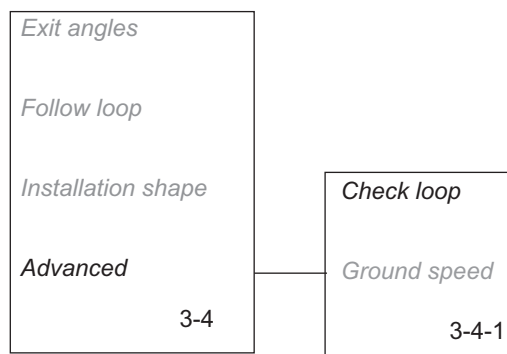 Exit angles
Follow loop
Installation shape
Advanced
3-4
Check loop
Ground speed
3-4-1